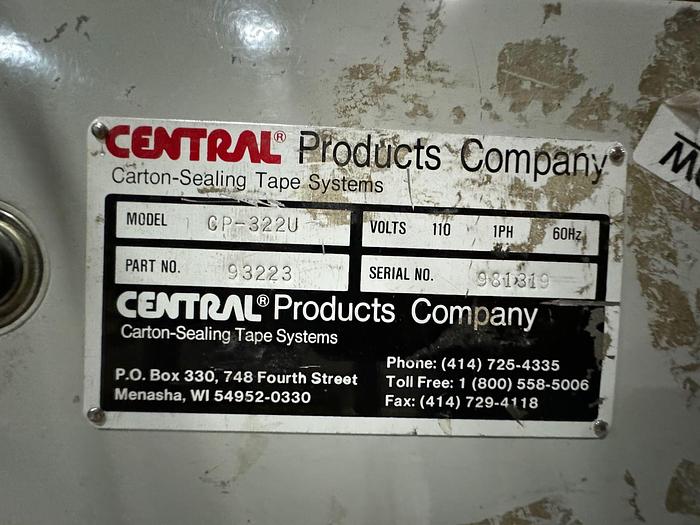 CENTRAL® Products Company
Carton-Sealing Tape Systems
MODEL CP-322U
VOLTS 110 1PH 60Hz
PART NO. 93223
SERIAL NO. 981319
CENTRAL® Products Company
Carton-Sealing Tape Systems
P.O. Box 330, 748 Fourth Street
Menasha, WI 54952-0330
Phone: (414) 725-4335
Toll Free: 1 (800) 558-5006
Fax: (414) 729-4118